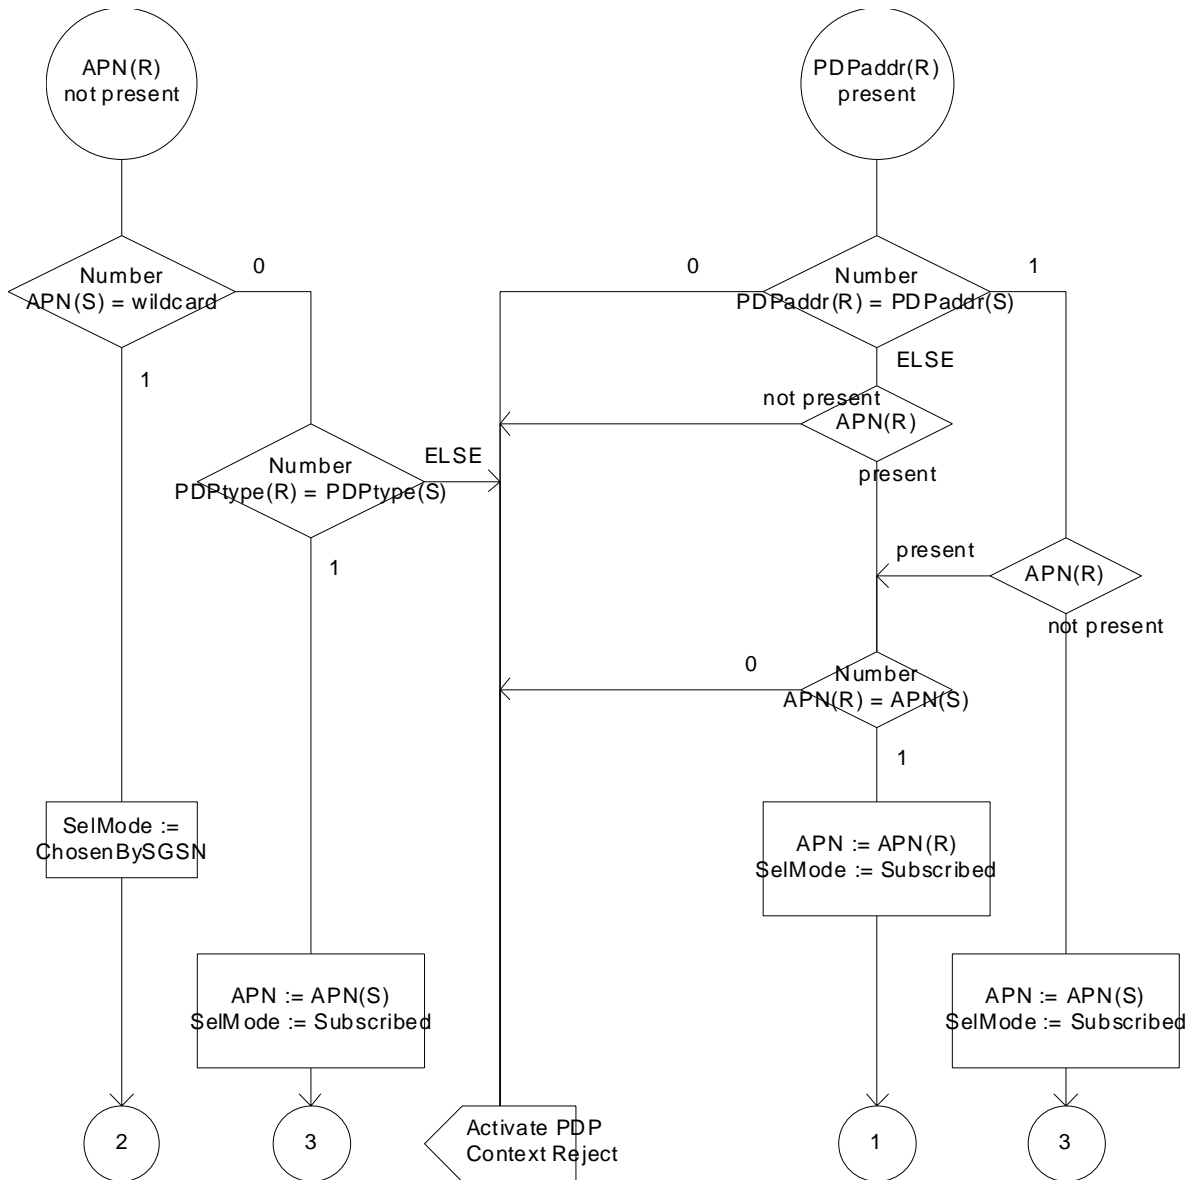 APN(R)
not present
PDPaddr(R)
present
0
0
1
Number
APN(S) = wildcard
Number
PDPaddr(R) = PDPaddr(S)
ELSE
1
not present
APN(R)
ELSE
Number
PDPtype(R) = PDPtype(S)
present
present
1
APN(R)
not present
0
Number
APN(R) = APN(S)
1
SelMode :=
ChosenBySGSN
APN := APN(R)
SelMode := Subscribed
APN := APN(S)
SelMode := Subscribed
APN := APN(S)
SelMode := Subscribed
2
3
Activate PDP
Context Reject
1
3